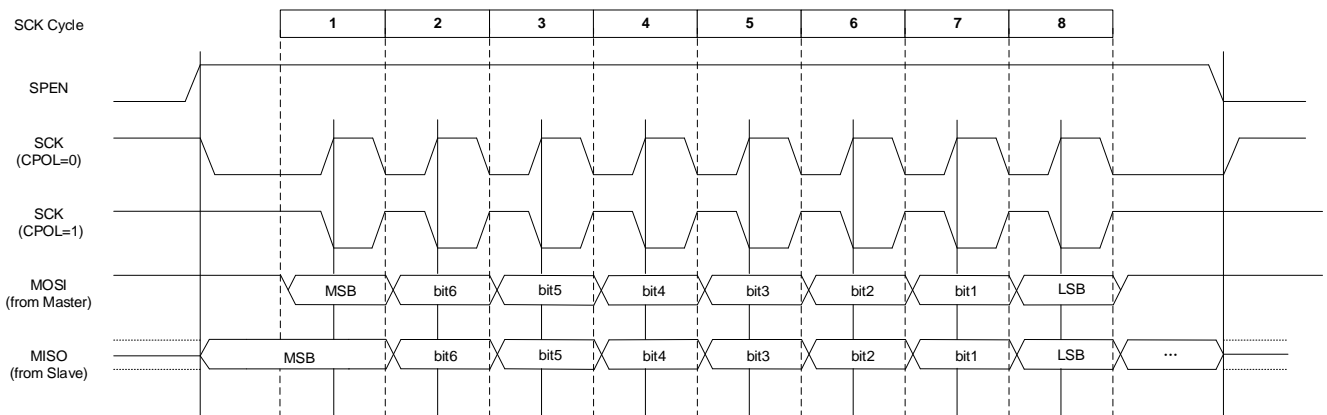 SCK Cycle 1 2 3 4 5 6 7 8
SPEN
SCK
(CPOL=0)
SCK
(CPOL=1)
MOSI
(from Master)
MSB bit6 bit5 bit4 bit3 bit2 bit1 LSB
MISO
(from Slave)
MSB bit6 bit5 bit4 bit3 bit2 bit1 LSB ...